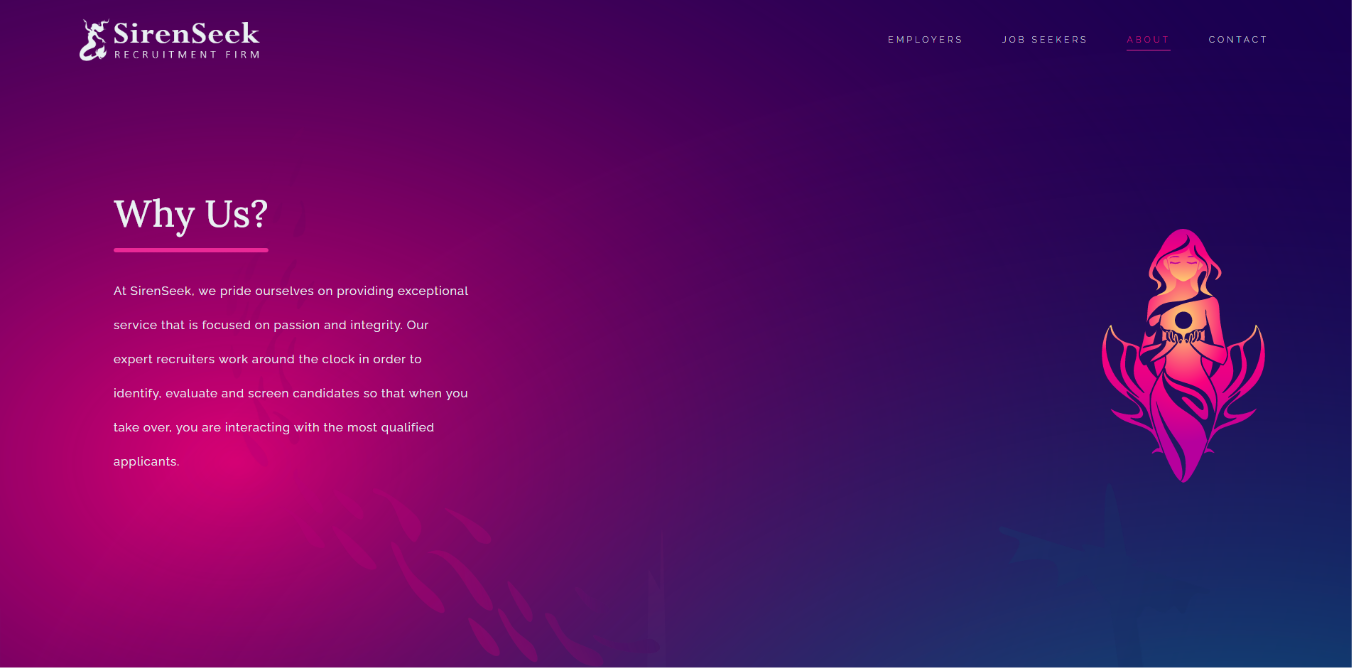 SirenSeek
RECRUITMENT FIRM
EMPLOYERS
JOB SEEKERS
ABOUT
CONTACT
Why Us?
At SirenSeek, we pride ourselves on providing exceptional
service that is focused on passion and integrity. Our
expert recruiters work around the clock in order to
identify, evaluate and screen candidates so that when you
take over, you are interacting with the most qualified
applicants.